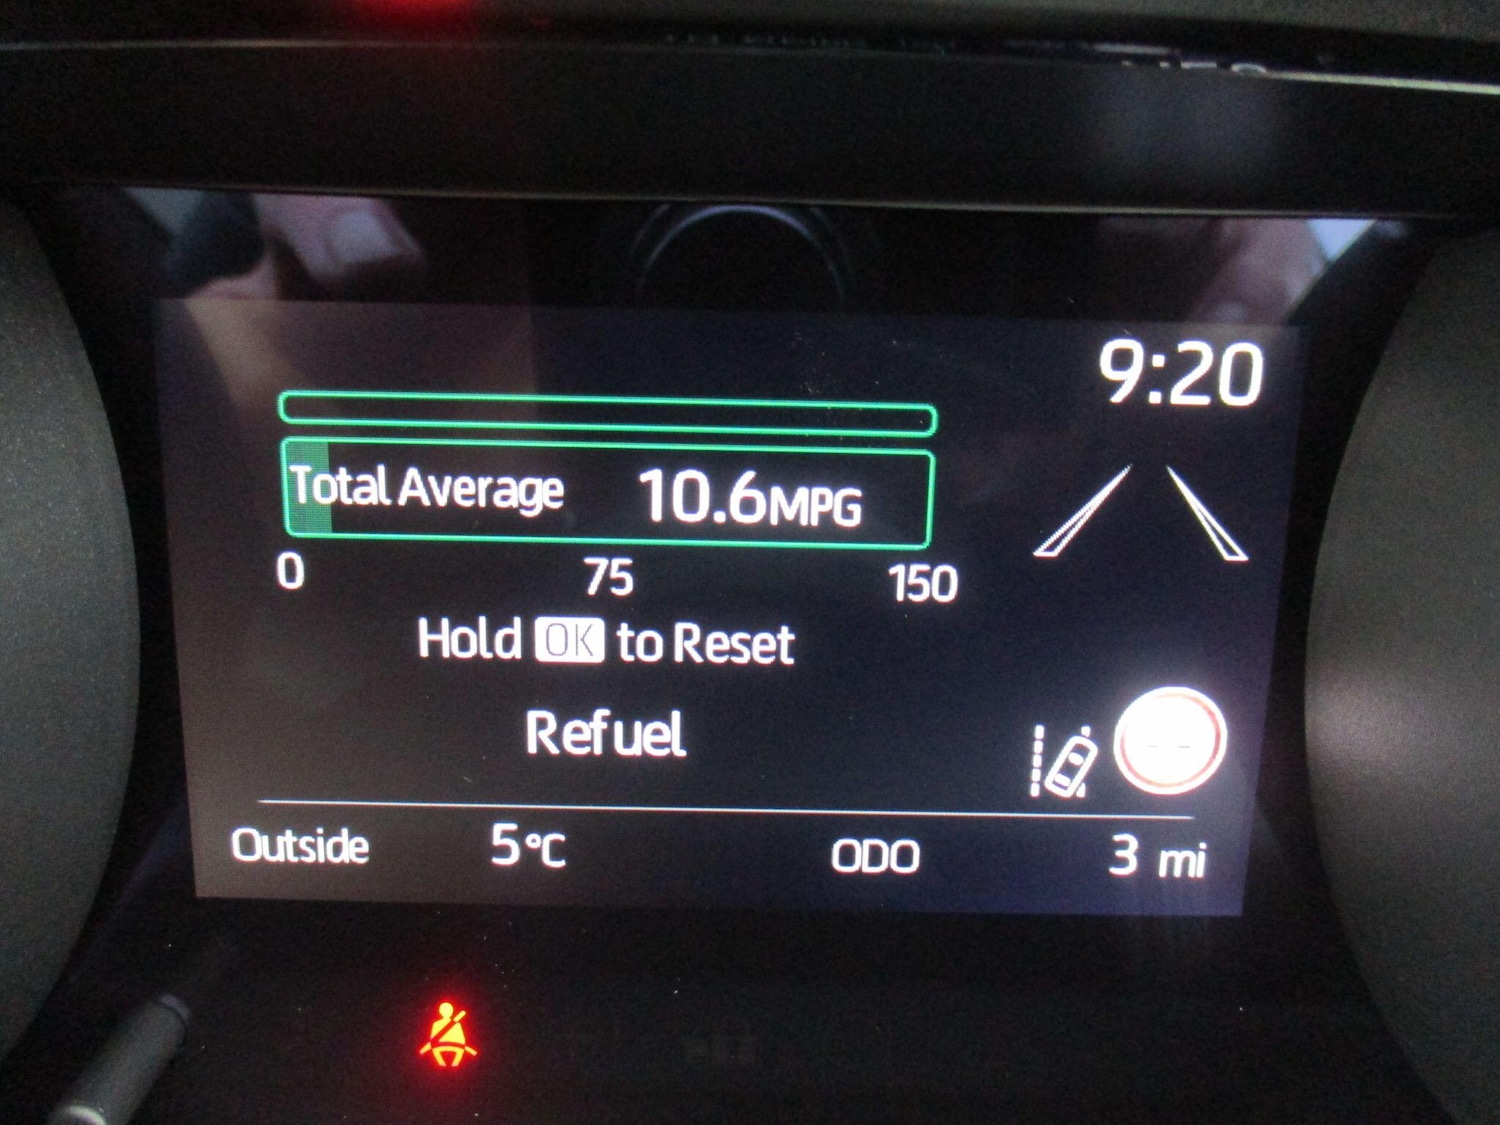 9:20
Total Average 10.6MPG
0 75 150
Hold OK to Reset
Refuel
Outside 5°C ODO 3 mi